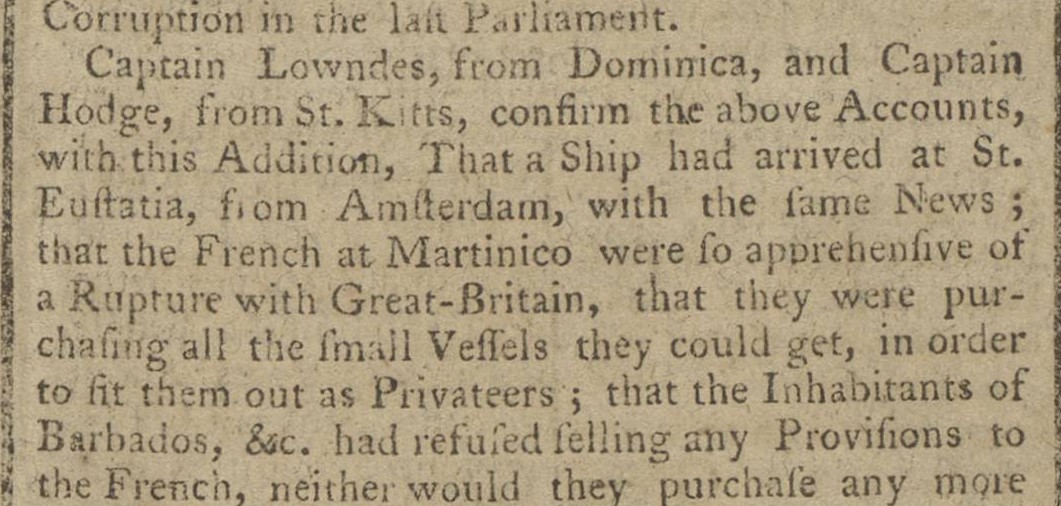 Corruption in the laſt Parliament.
Captain Lowndes, from Dominica, and Captain
Hodge, from St. Kitts, confirm the above Accounts,
with this Addition, That a Ship had arrived at St.
Euſtatia, from Amſterdam, with the ſame News ;
that the French at Martinico were ſo apprehenſive of
a Rupture with Great-Britain, that they were pur-
chaſing all the ſmall Veſſels they could get, in order
to fit them out as Privateers ; that the Inhabitants of
Barbados, &c. had refuſed ſelling any Proviſions to
the French, neither would they purchaſe any more